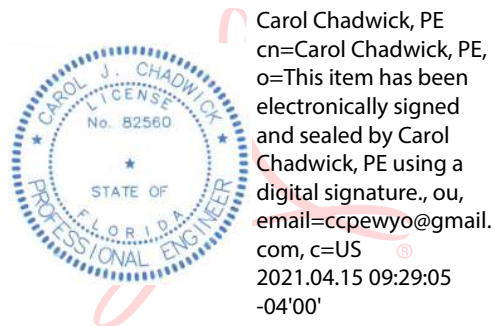 CAROL J. CHADWICK
LICENSE
No. 82560
STATE OF
FLORIDA
PROFESSIONAL ENGINEER
Carol Chadwick, PE
cn=Carol Chadwick, PE,
o=This item has been
electronically signed
and sealed by Carol
Chadwick, PE using a
digital signature., ou,
email=ccpewyo@gmail.
com, c=US
®
2021.04.15 09:29:05
-04'00'